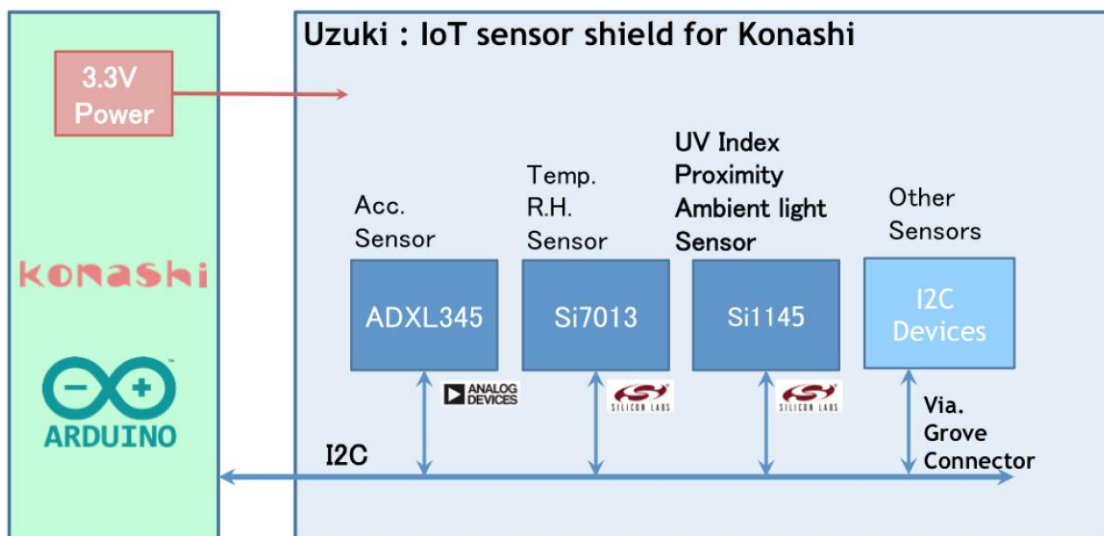 Uzuki : IoT sensor shield for Konashi
3.3V
Power
konashi
ARDUINO
TM
Acc.
Sensor
ADXL345
ANALOG
DEVICES
Temp.
R.H.
Sensor
Si7013
SILICON LABS
UV Index
Proximity
Ambient light
Sensor
Si1145
SILICON LABS
Other
Sensors
I2C
Devices
Via.
Grove
Connector
I2C